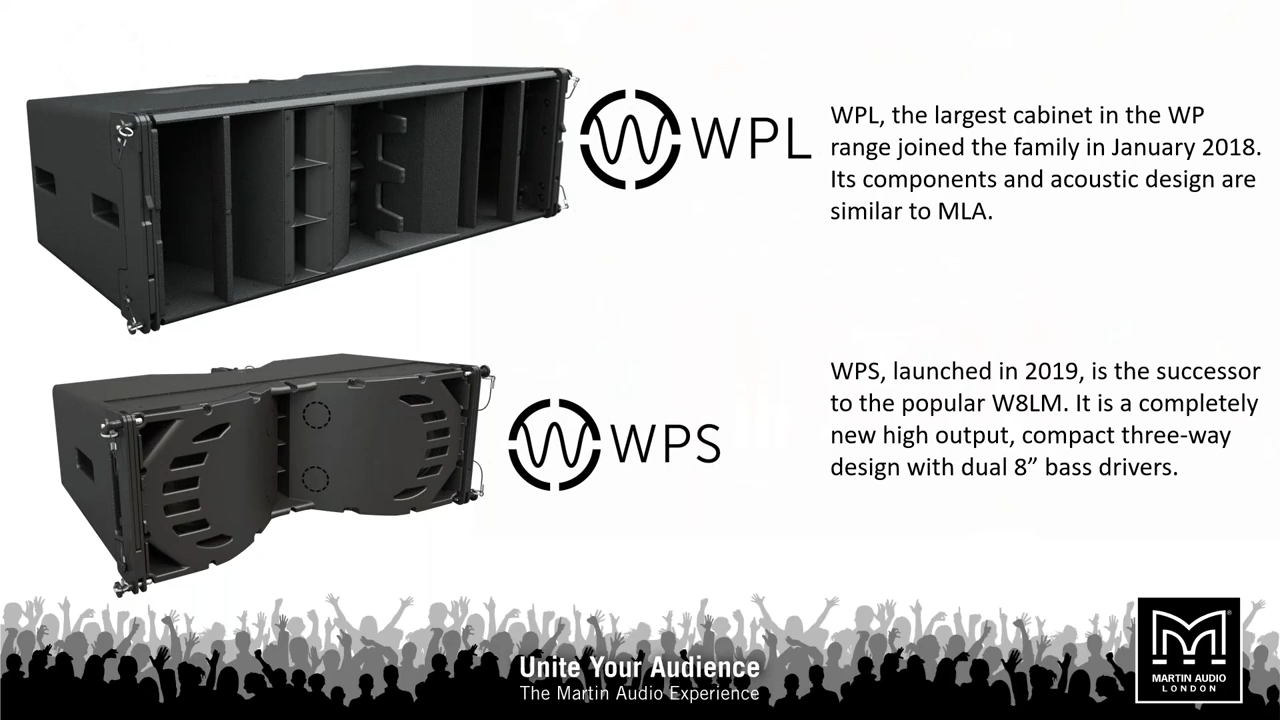 WPL
WPL, the largest cabinet in the WP
range joined the family in January 2018.
Its components and acoustic design are
similar to MLA.
WPS
WPS, launched in 2019, is the successor
to the popular W8LM. It is a completely
new high output, compact three-way
design with dual 8” bass drivers.
Unite Your Audience
The Martin Audio Experience
®
MARTIN AUDIO
LONDON